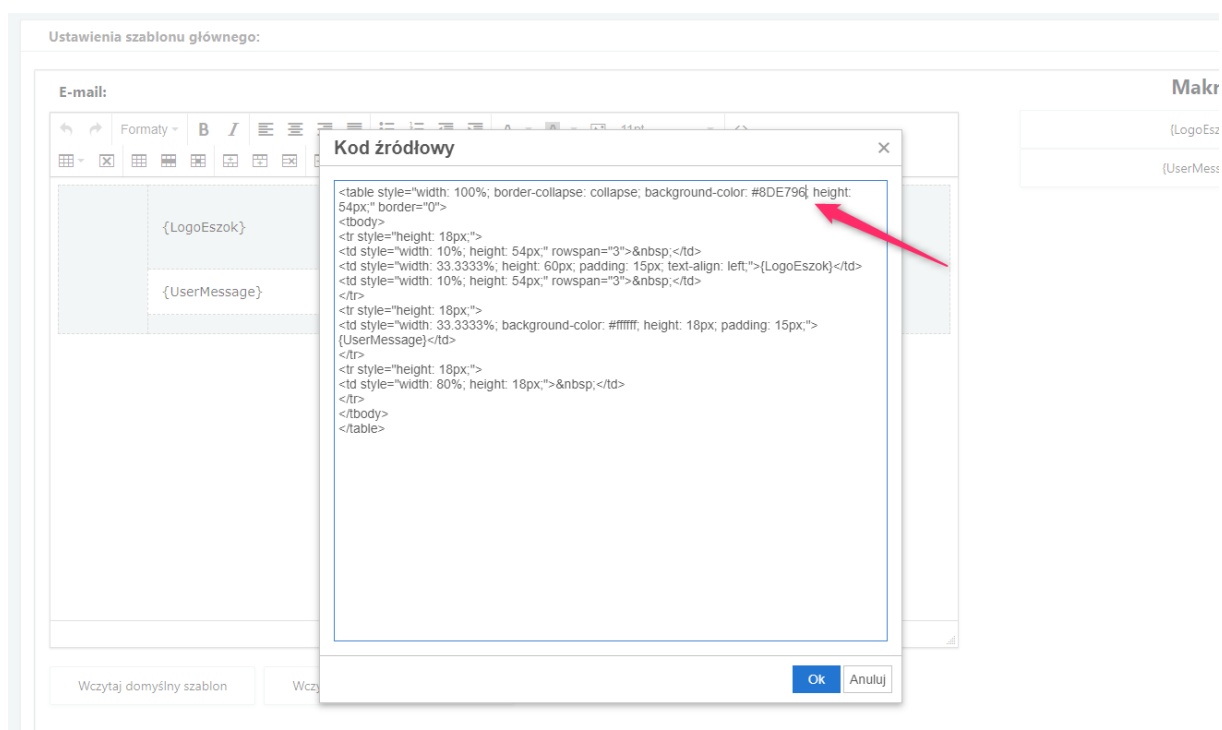 Ustawienia szablonu głównego:
E-mail:
Makr
Formaty B I
{LogoEsz
{UserMess
Kod źródłowy ×
{LogoEszok}
{UserMessage}
<table style="width: 100%; border-collapse: collapse; background-color: #8DE796; height:
54px;" border="0">
<tbody>
<tr style="height: 18px;">
<td style="width: 10%; height: 54px;" rowspan="3">&nbsp;</td>
<td style="width: 33.3333%; height: 60px; padding: 15px; text-align: left;">{LogoEszok}</td>
<td style="width: 10%; height: 54px;" rowspan="3">&nbsp;</td>
</tr>
<tr style="height: 18px;">
<td style="width: 33.3333%; background-color: #ffffff; height: 18px; padding: 15px;">
{UserMessage}</td>
</tr>
<tr style="height: 18px;">
<td style="width: 80%; height: 18px;">&nbsp;</td>
</tr>
</tbody>
</table>
Ok Anuluj
Wczytaj domyślny szablon
Wczy